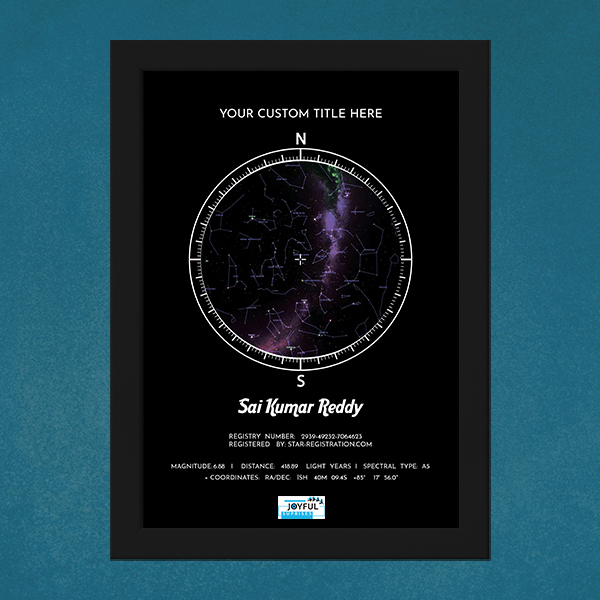 YOUR CUSTOM TITLE HERE
N
S
Sai Kumar Reddy
REGISTRY NUMBER: 2939-49232-7064623
REGISTERED BY: STAR-REGISTRATION.COM
MAGNITUDE:6.88 | DISTANCE: 418.89 LIGHT YEARS | SPECTRAL TYPE: A5
COORDINATES: RA/DEC: 15H 40M 09.4S +85° 17' 56.0"
JOYFUL
SURPRISES